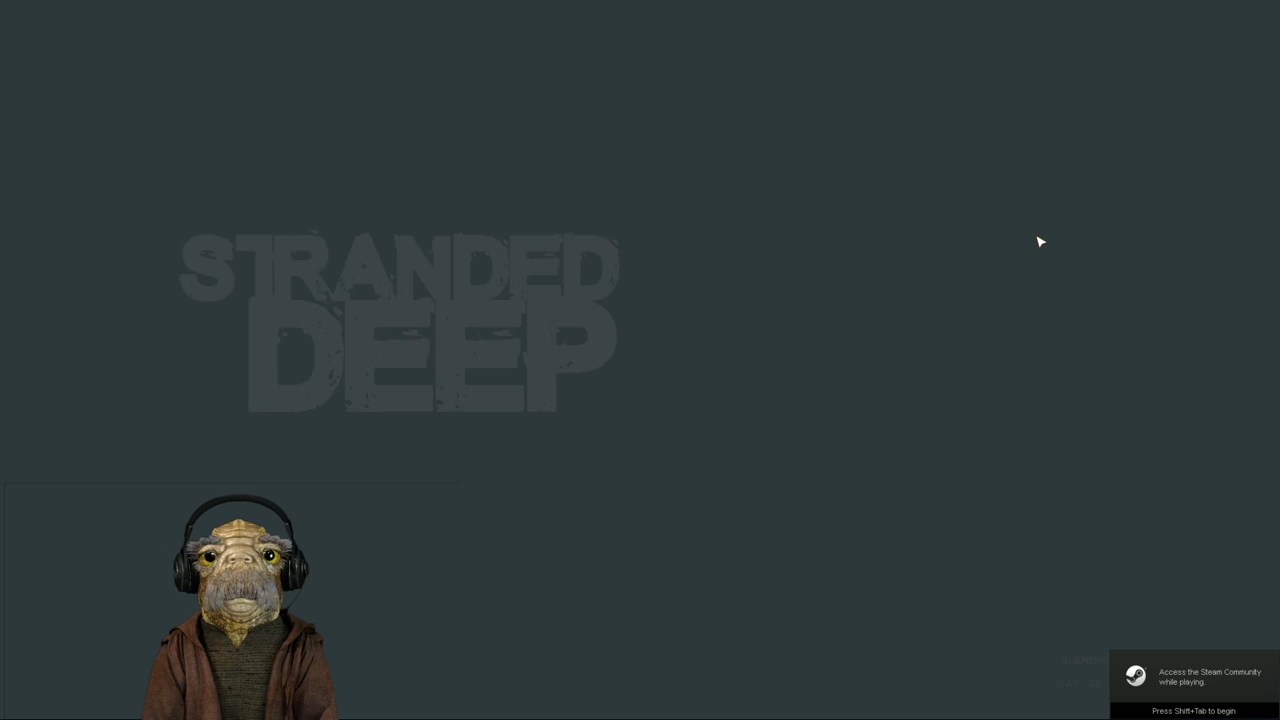 STRANDED
DEEP
Access the Steam Community
while playing.
Press Shift+Tab to begin